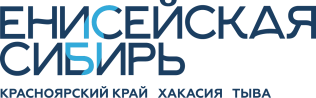 ЕНИСЕЙСКАЯ
СИБИРЬ
КРАСНОЯРСКИЙ КРАЙ ХАКАСИЯ ТЫВА